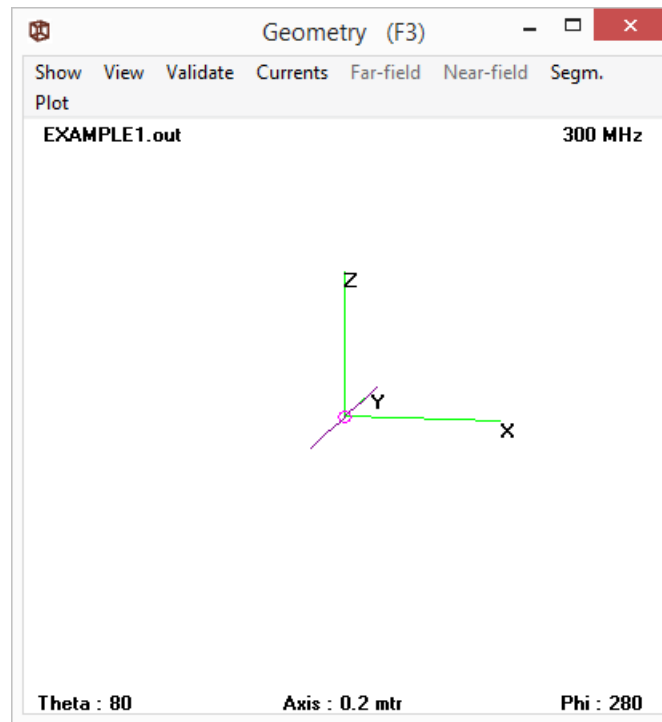 Geometry (F3)
Show View Validate Currents Far-field Near-field Segm.
Plot
EXAMPLE1.out 300 MHz
Z
Y
X
Theta : 80 Axis : 0.2 mtr Phi : 280